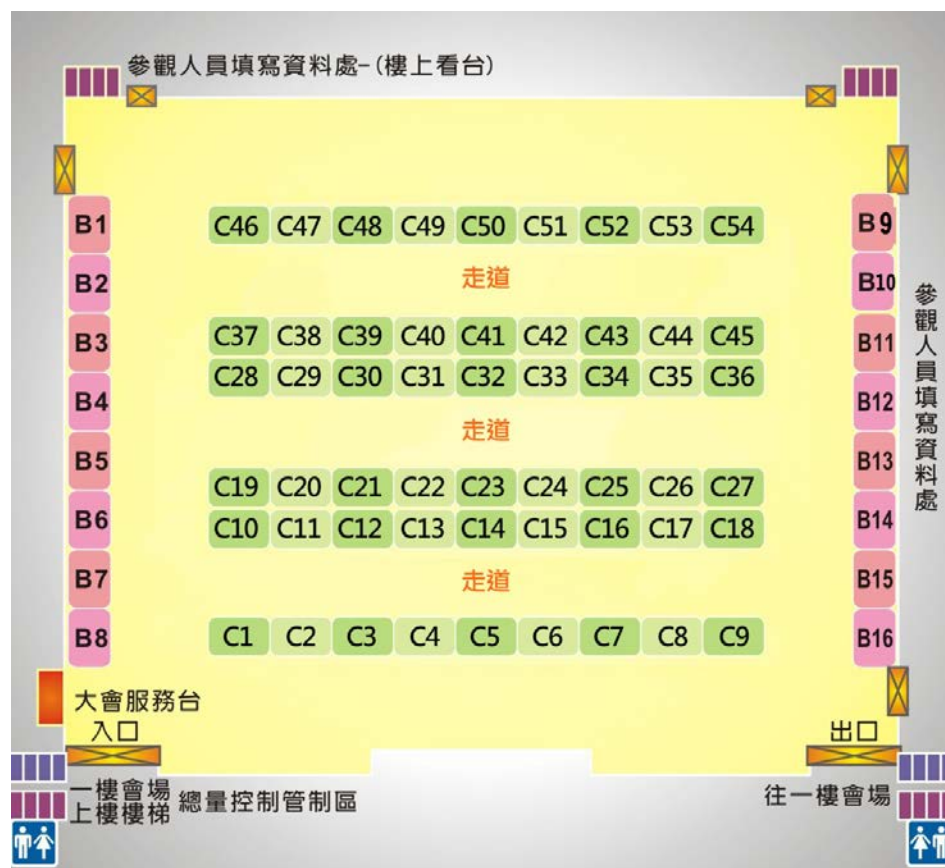 參觀人員填寫資料處-(樓上看台)
B1 C46 C47 C48 C49 C50 C51 C52 C53 C54 B9
走道
B2 B10
B3 C37 C38 C39 C40 C41 C42 C43 C44 C45 B11
C28 C29 C30 C31 C32 C33 C34 C35 C36
B4 B12
走道
B5 B13
C19 C20 C21 C22 C23 C24 C25 C26 C27
B6 C10 C11 C12 C13 C14 C15 C16 C17 C18 B14
B7 走道 B15
B8 C1 C2 C3 C4 C5 C6 C7 C8 C9 B16
參觀人員填寫資料處
大會服務台
入口
出口
一樓會場
上樓樓梯
總量控制管制區
往一樓會場